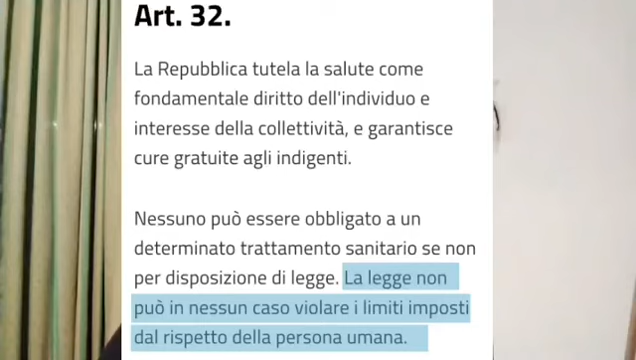 Art. 32.
La Repubblica tutela la salute come
fondamentale diritto dell'individuo e
interesse della collettività, e garantisce
cure gratuite agli indigenti.
Nessuno può essere obbligato a un
determinato trattamento sanitario se non
per disposizione di legge. La legge non
può in nessun caso violare i limiti imposti
dal rispetto della persona umana.